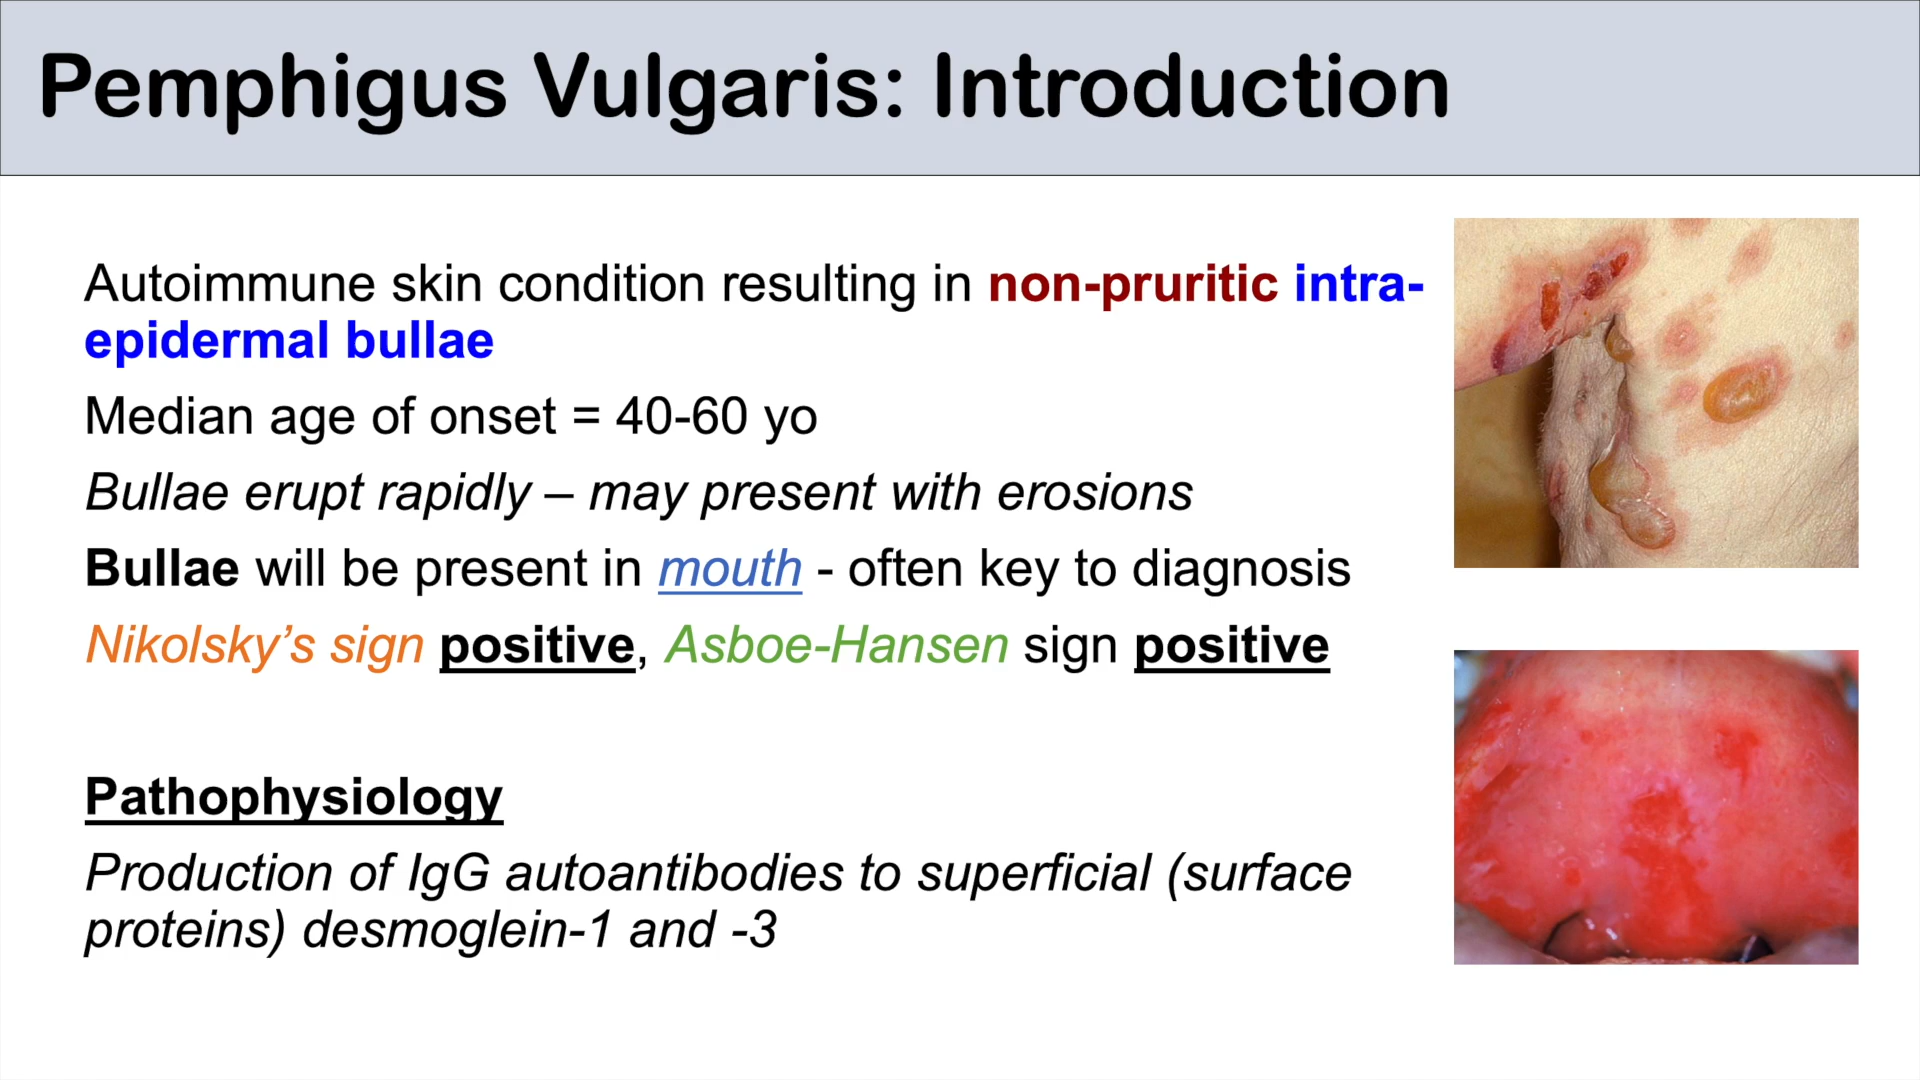 Pemphigus Vulgaris: Introduction
Autoimmune skin condition resulting in non-pruritic intra-
epidermal bullae
Median age of onset = 40-60 yo
Bullae erupt rapidly – may present with erosions
Bullae will be present in mouth - often key to diagnosis
Nikolsky’s sign positive, Asboe-Hansen sign positive
Pathophysiology
Production of IgG autoantibodies to superficial (surface
proteins) desmoglein-1 and -3